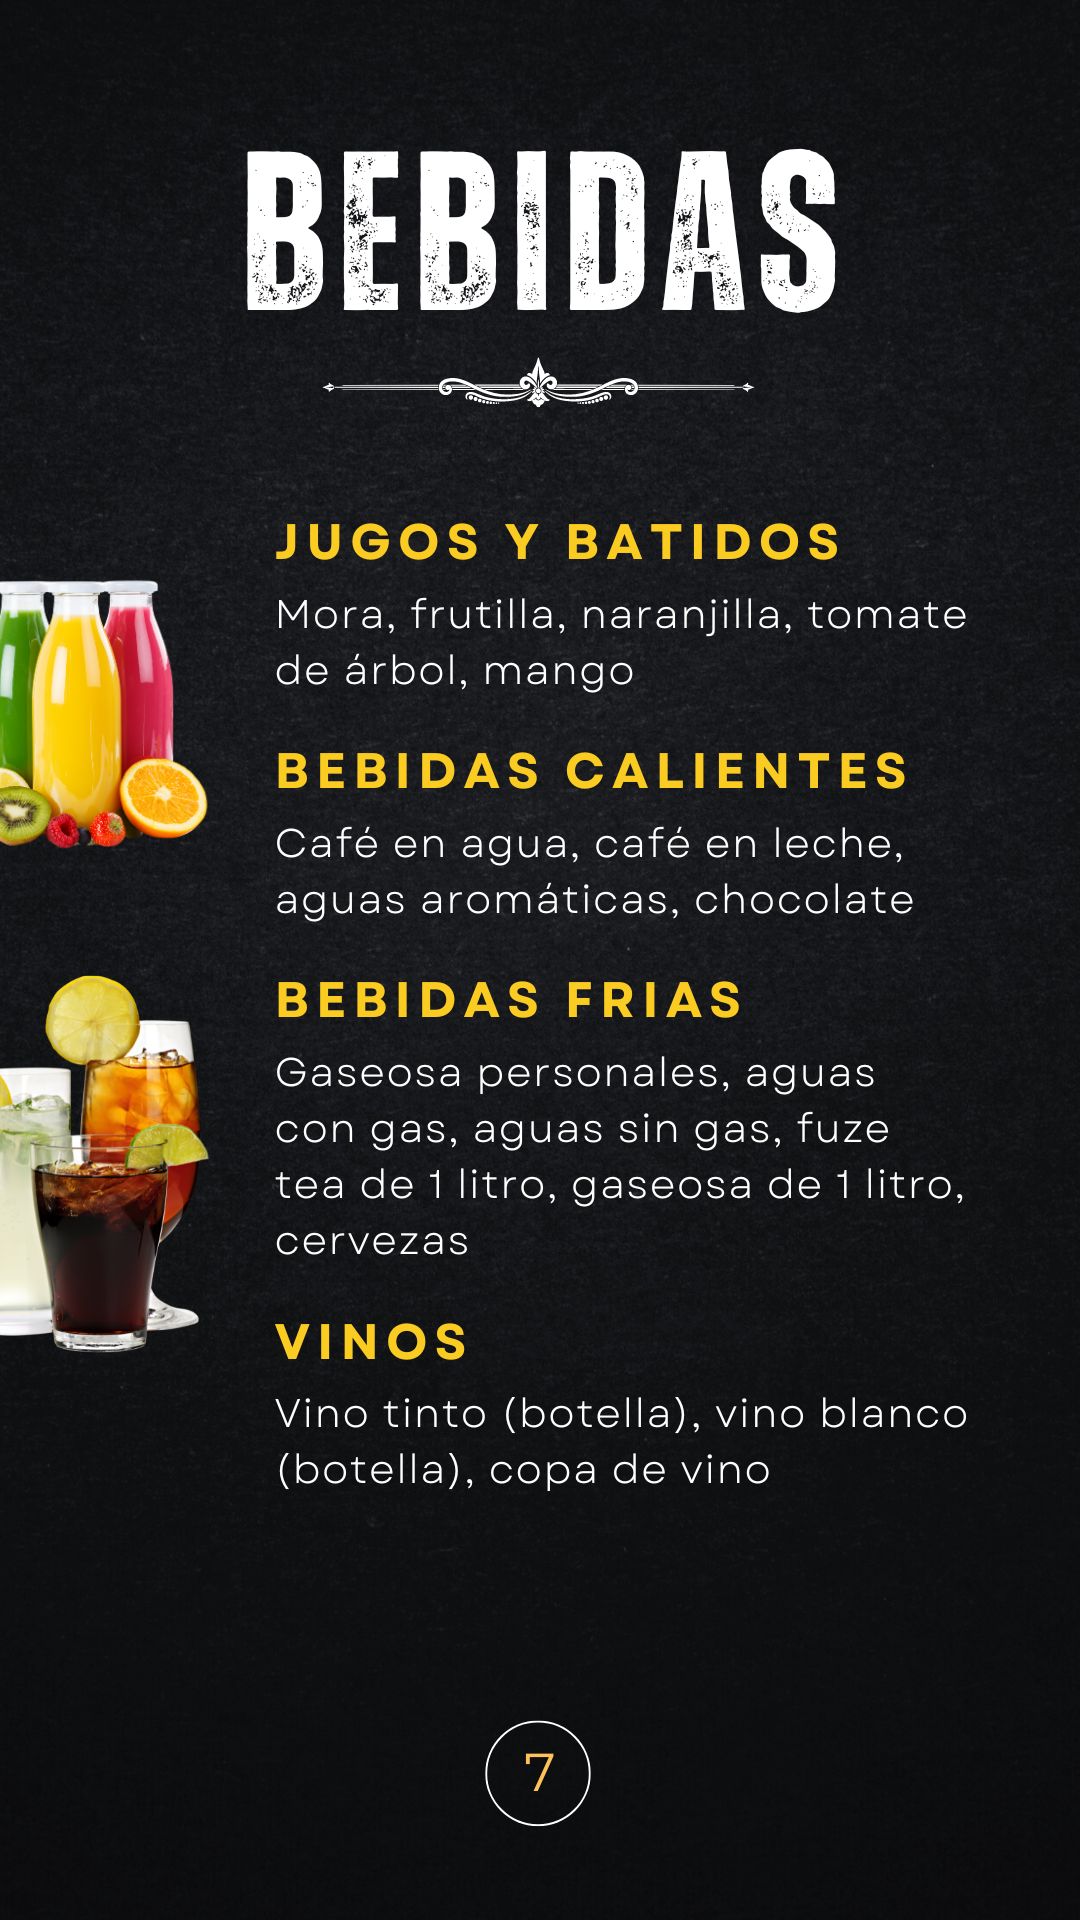 BEBIDAS
JUGOS Y BATIDOS
Mora, frutilla, naranjilla, tomate
de árbol, mango
BEBIDAS CALIENTES
Café en agua, café en leche,
aguas aromáticas, chocolate
BEBIDAS FRIAS
Gaseosa personales, aguas
con gas, aguas sin gas, fuze
tea de 1 litro, gaseosa de 1 litro,
cervezas
VINOS
Vino tinto (botella), vino blanco
(botella), copa de vino
7